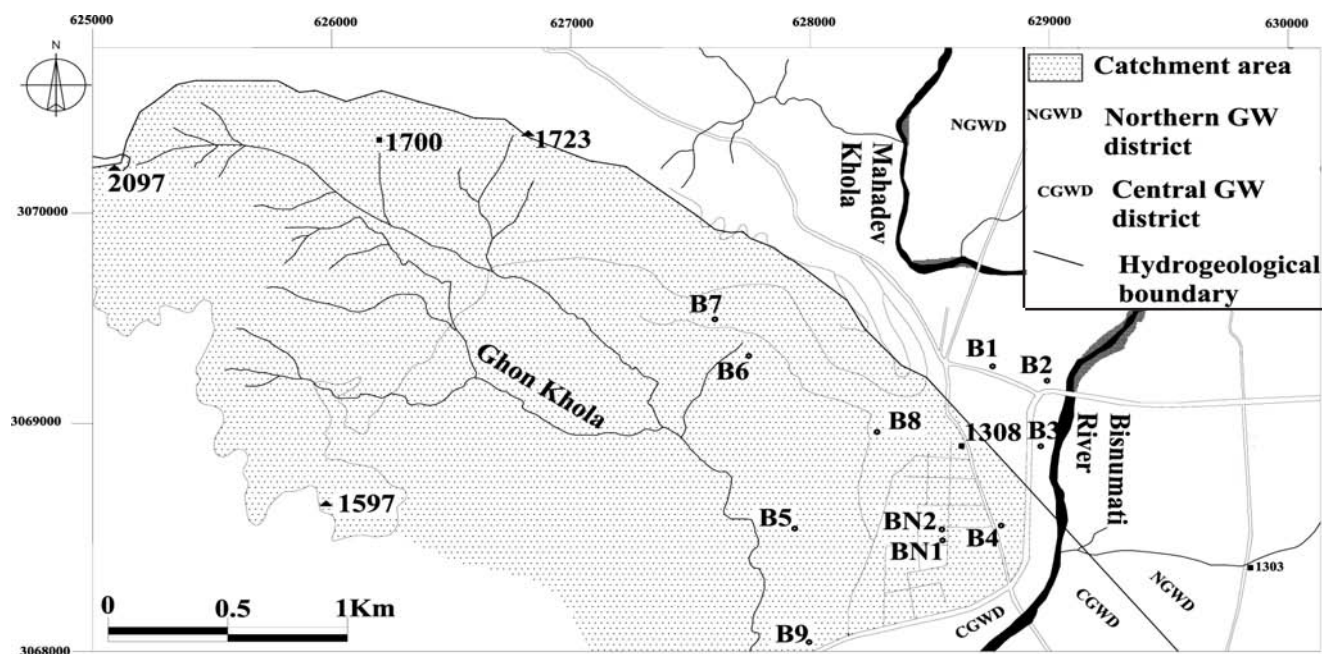 625000 626000 627000 628000 629000 630000
N
Catchment area
NGWD NGWD Northern GW
district
CGWD Central GW
district
Hydrogeological
boundary
1700
1723
2097
Mahadev
Khola
3070000
B7
B6
B1
B2
Ghon Khola
B8
3069000
1308
B3
Bisnumati
River
1597
B5
BN2
BN1
B4
1303
0 0.5 1Km
NGWD
CGWD
CGWD
B9
3068000